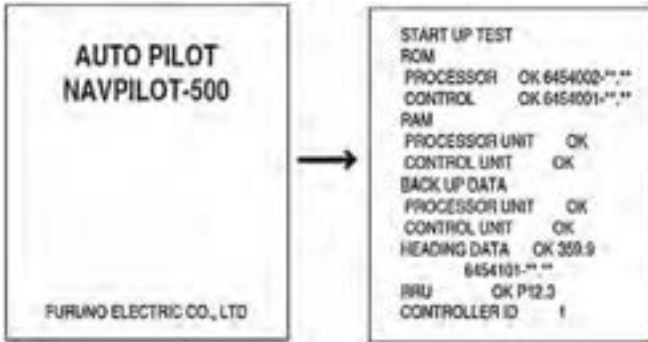 AUTO PILOT
NAVPILOT-500
FURUNO ELECTRIC CO., LTD
START UP TEST
ROM
PROCESSOR OK 6454002-**.**
CONTROL OK 6454001-**.**
RAM
PROCESSOR UNIT OK
CONTROL UNIT OK
BACK UP DATA
PROCESSOR UNIT OK
CONTROL UNIT OK
HEADING DATA OK 359.9
6454101-**.**
RRU OK P12.3
CONTROLLER ID 1